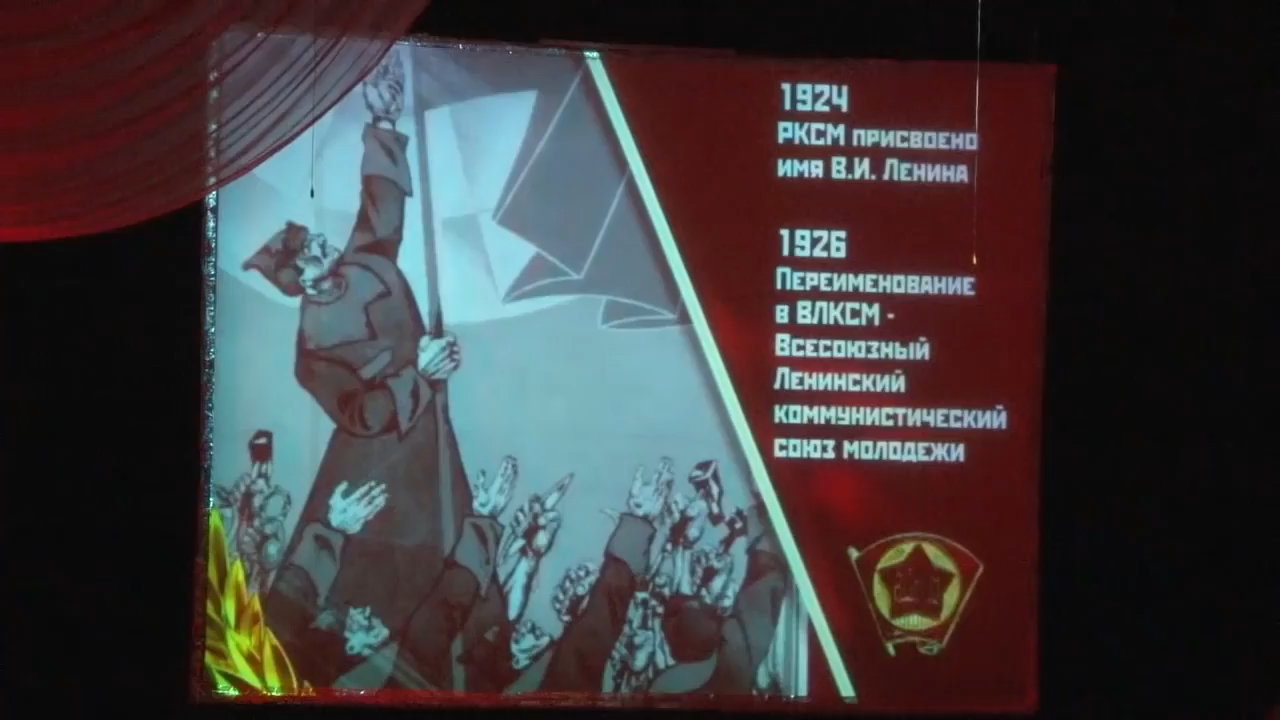 1924
РКСМ присвоено
имя В.И. Ленина
1926
Переименование
в ВЛКСМ -
Всесоюзный
Ленинский
коммунистический
союз молодежи